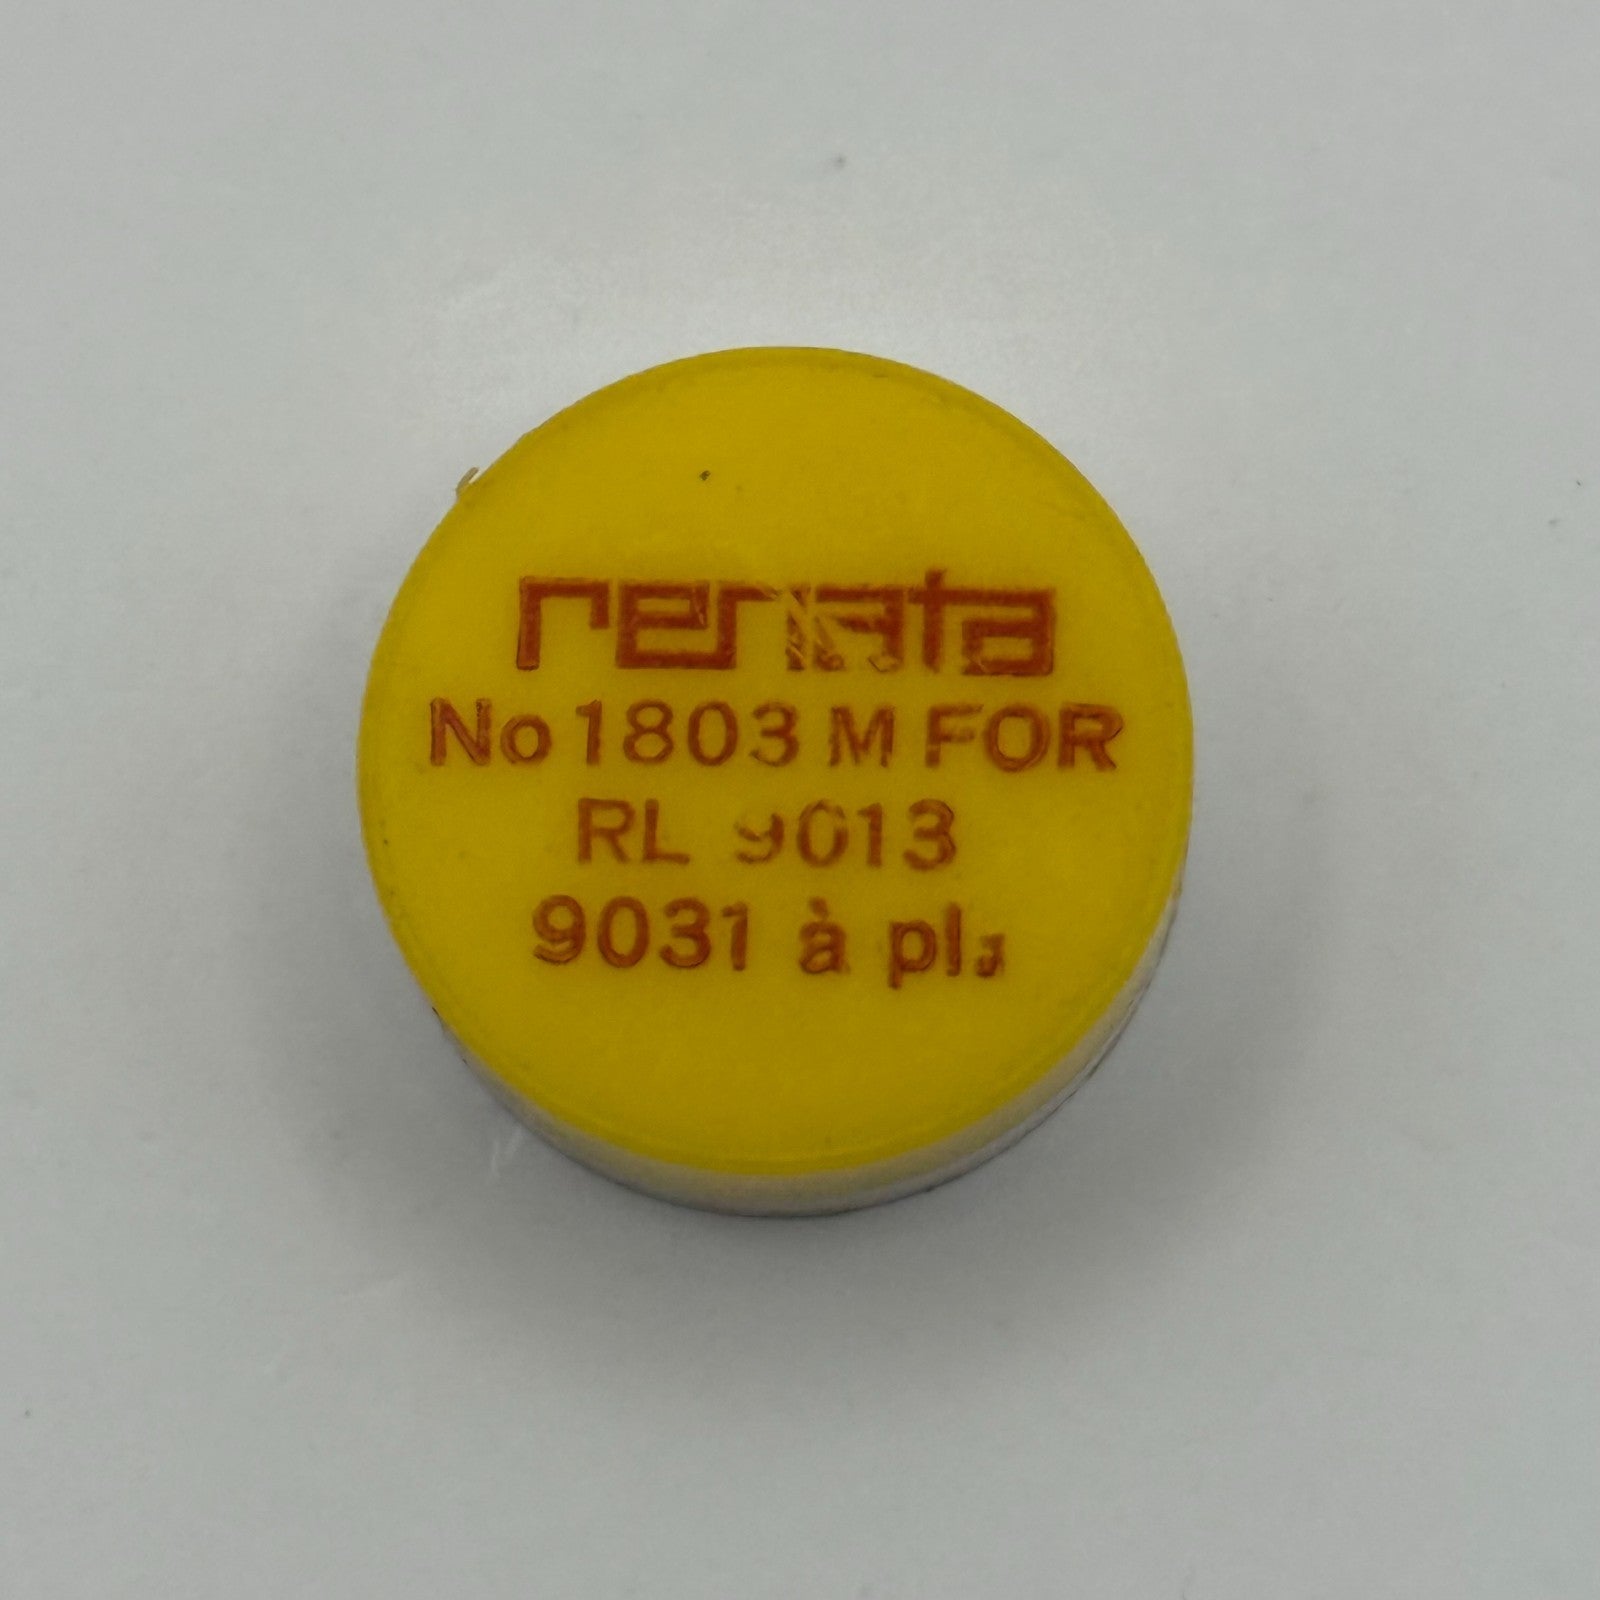 renata
No 1803 M FOR
RL 9013
9031 à pl.